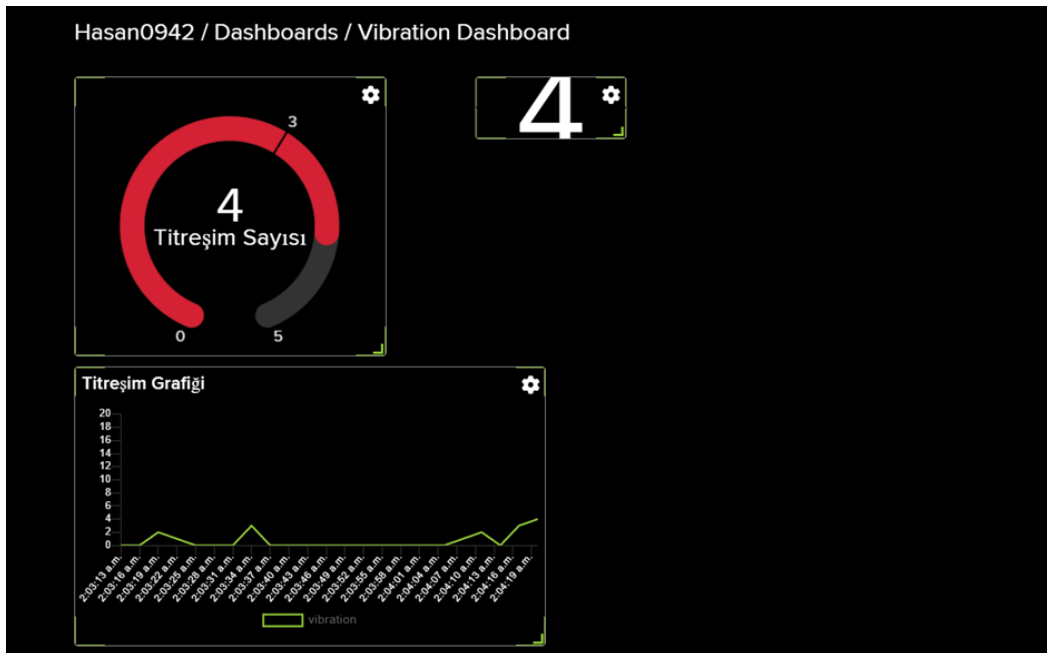 Hasan0942 / Dashboards / Vibration Dashboard
3
4
Titreşim Sayısı
0
5
4
Titreşim Grafiği
20
18
16
14
12
10
8
6
4
2
0
2:03:13 a.m.
2:03:16 a.m.
2:03:19 a.m.
2:03:22 a.m.
2:03:25 a.m.
2:03:28 a.m.
2:03:31 a.m.
2:03:34 a.m.
2:03:37 a.m.
2:03:40 a.m.
2:03:43 a.m.
2:03:46 a.m.
2:03:49 a.m.
2:03:52 a.m.
2:03:55 a.m.
2:03:58 a.m.
2:04:01 a.m.
2:04:04 a.m.
2:04:07 a.m.
2:04:10 a.m.
2:04:13 a.m.
2:04:16 a.m.
2:04:19 a.m.
vibration